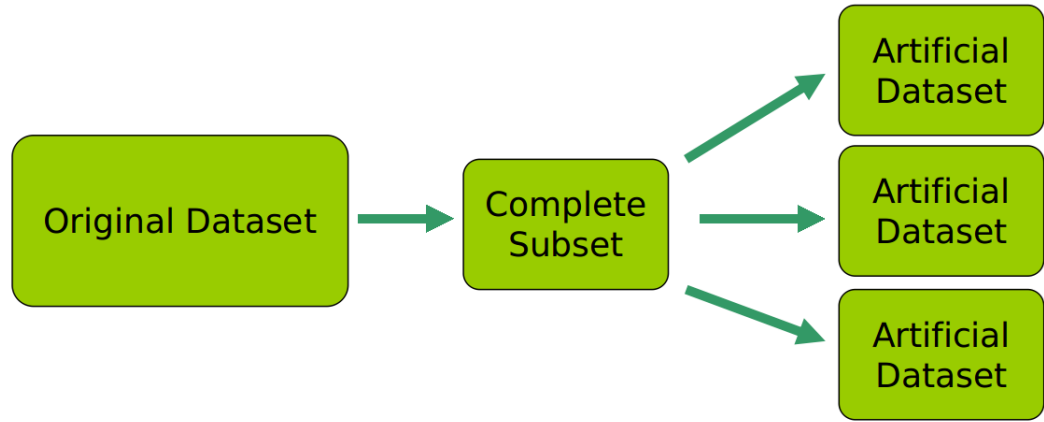 Original Dataset
Complete
Subset
Artificial
Dataset
Artificial
Dataset
Artificial
Dataset